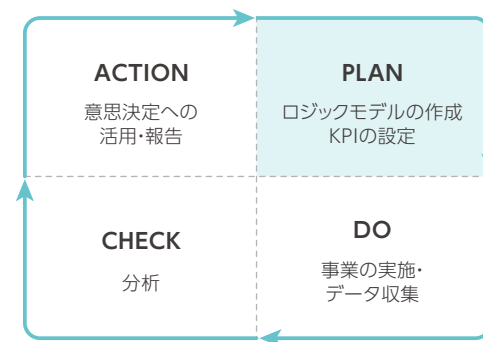 ACTION
意思決定への
活用・報告
PLAN
ロジックモデルの作成
KPIの設定
CHECK
分析
DO
事業の実施・
データ収集